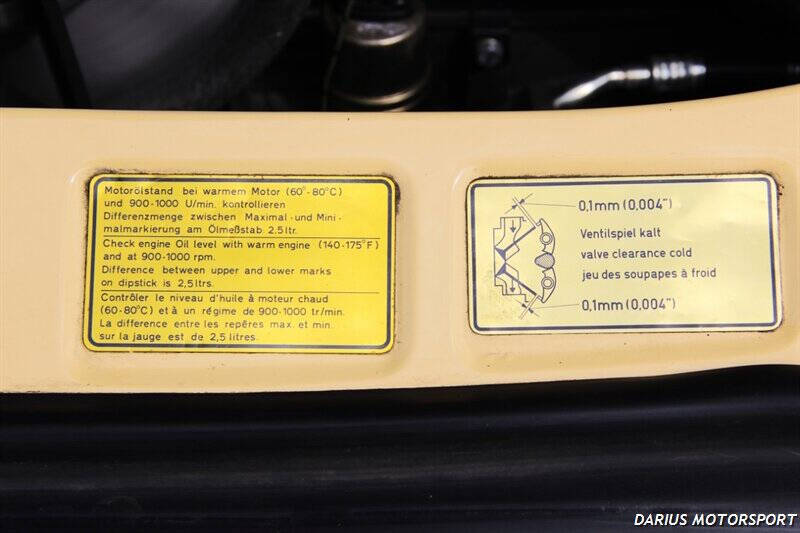 Motorölstand bei warmem Motor (60°-80°C)
und 900-1000 U/min. kontrollieren
Differenzmenge zwischen Maximal-und Mini-
malmarkierung am Ölmeßstab 2.5ltr.
Check engine Oil level with warm engine (140-175°F)
and at 900-1000 rpm.
Difference between upper and lower marks
on dipstick is 2,5ltrs.
Contrôler le niveau d'huile à moteur chaud
(60-80°C) et à un régime de 900-1000 tr/min.
La difference entre les repères max. et min.
sur la jauge est de 2,5 litres.
0,1mm (0,004")
Ventilspiel kalt
valve clearance cold
jeu des soupapes à froid
0,1mm (0,004")
DARIUS MOTORSPORT